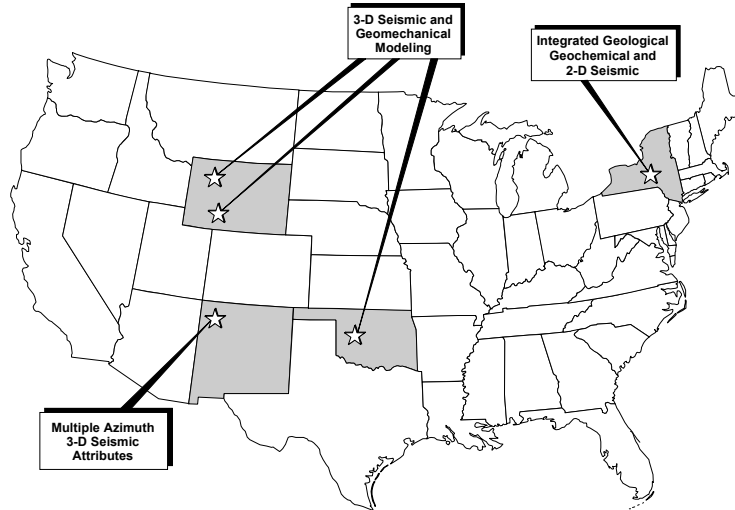 3-D Seismic and
Geomechanical
Modeling
Integrated Geological
Geochemical and
2-D Seismic
Multiple Azimuth
3-D Seismic
Attributes